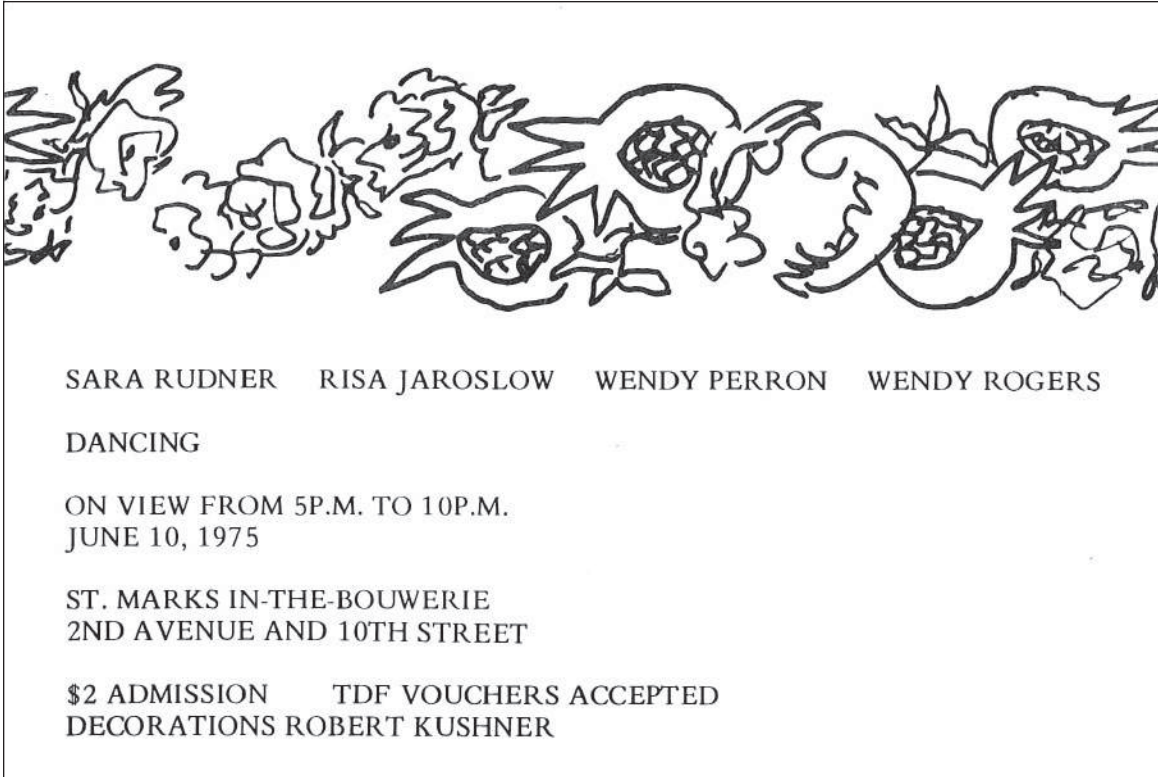 SARA RUDNER RISA JAROSLOW WENDY PERRON WENDY ROGERS
DANCING
ON VIEW FROM 5P.M. TO 10P.M.
JUNE 10, 1975
ST. MARKS IN-THE-BOUWERIE
2ND AVENUE AND 10TH STREET
$2 ADMISSION TDF VOUCHERS ACCEPTED
DECORATIONS ROBERT KUSHNER